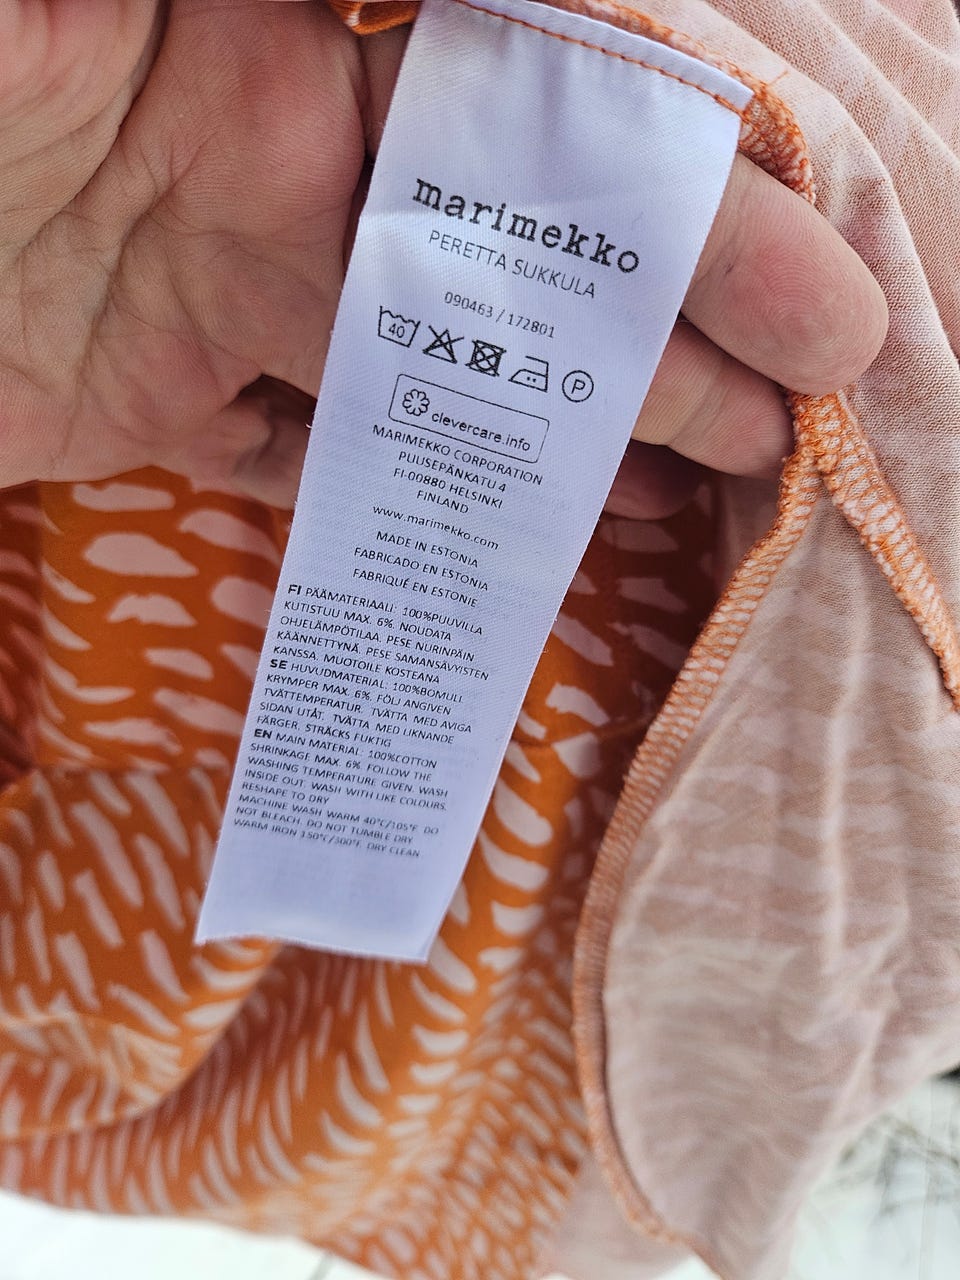 marimekko
PERETTA SUKKULA
090463 / 172801
40
P
clevercare.info
MARIMEKKO CORPORATION
PUUSEPÄNKATU 4
FI-00880 HELSINKI
FINLAND
www.marimekko.com
MADE IN ESTONIA
FABRICADO EN ESTONIA
FABRIQUÉ EN ESTONIE
FI PÄÄMATERIAALI: 100%PUUVILLA
KUTISTUU MAX. 6%. NOUDATA
OHJELÄMPÖTILAA. PESE NURINPÄIN
KÄÄNNETTYNÄ. PESE SAMANSÄVYISTEN
KANSSA. MUOTOILE KOSTEANA
SE HUVUDMATERIAL: 100%BOMULL
KRYMPER MAX. 6%. FÖLJ ANGIVEN
TVÄTTEMPERATUR. TVÄTTA MED AVIGA
SIDAN UTÅT. TVÄTTA MED LIKNANDE
FÄRGER. STRÄCKS FUKTIG
EN MAIN MATERIAL: 100%COTTON
SHRINKAGE MAX. 6%. FOLLOW THE
WASHING TEMPERATURE GIVEN. WASH
INSIDE OUT. WASH WITH LIKE COLOURS.
RESHAPE TO DRY
MACHINE WASH WARM 40°C/105°F. DO
NOT BLEACH. DO NOT TUMBLE DRY.
WARM IRON 150°C/300°F. DRY CLEAN